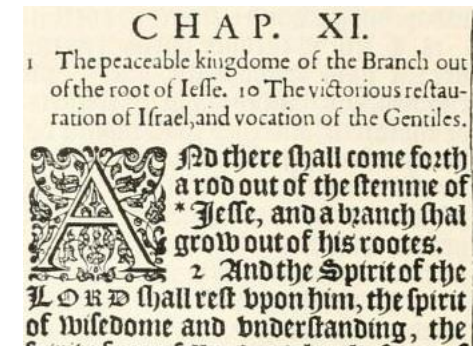 CHAP. XI.
1 The peaceable kingdome of the Branch out
of the root of Ieſſe. 10 The victorious reſtau-
ration of Iſrael, and vocation of the Gentiles.
ANd there ſhall come forth
a rod out of the ſtemme of
* Jeſſe, and a branch ſhal
grow out of his rootes.
2 And the Spirit of the
LORD ſhall reſt vpon him, the ſpirit
of wiſedome and vnderſtanding, the